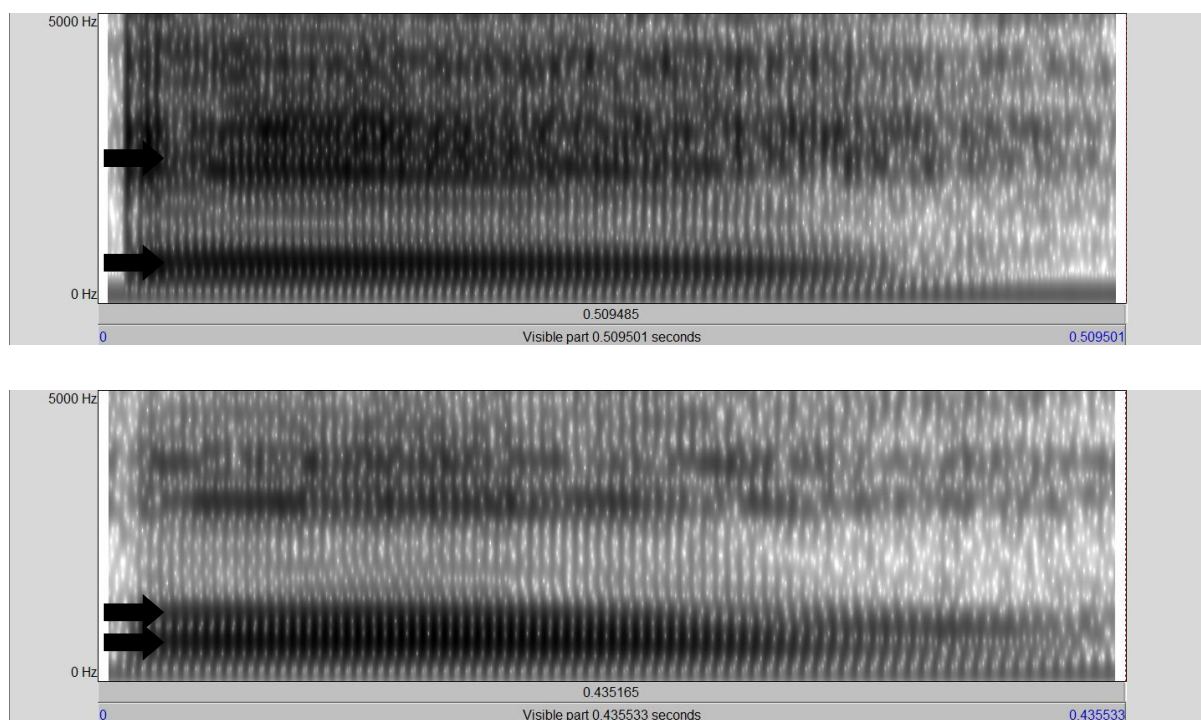 5000 Hz
0 Hz
0.509485
0 Visible part 0.509501 seconds 0.509501
5000 Hz
0 Hz
0.435165
0 Visible part 0.435533 seconds 0.435533